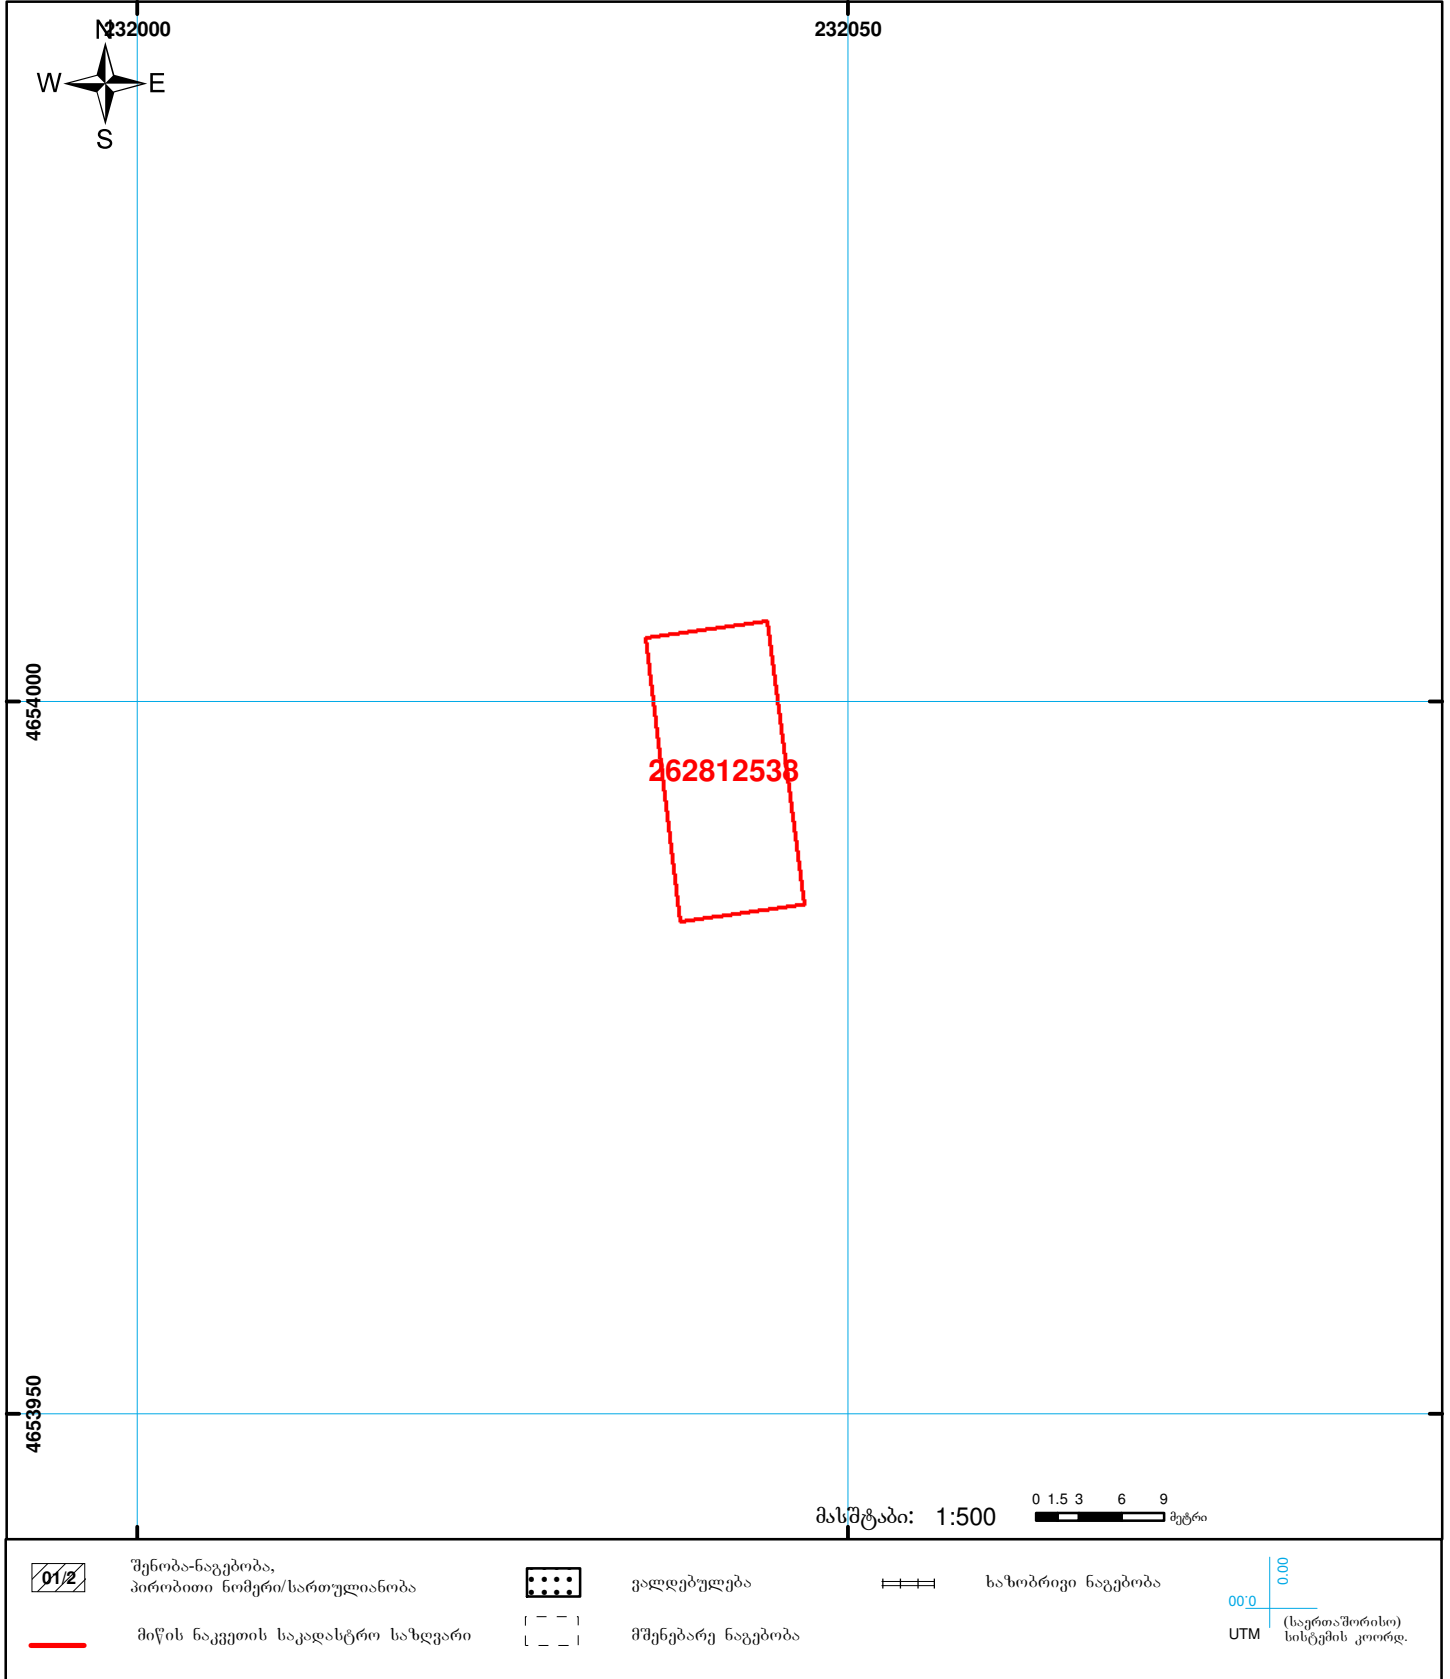 N
232000
232050
W
E
S
4654000
262812538
4653950
მასშტაბი: 1:500
0 1.5 3 6 9
მეტრი
01/2
შენობა-ნაგებობა,
პირობითი ნომერი/სართულიანობა
ვალდებულება
ხაზობრივი ნაგებობა
მიწის ნაკვეთის საკადასტრო საზღვარი
მშენებარე ნაგებობა
0.00
00'0
UTM
(საერთაშორისო)
სისტემის კოორდ.